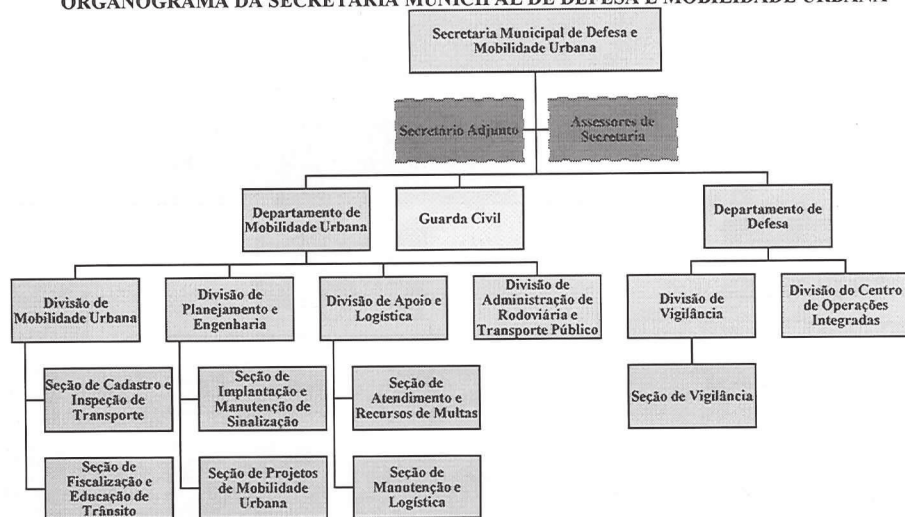 ORGANOGRAMA DA SECRETARIA MUNICIPAL DE DEFESA E MOBILIDADE URBANA
Secretaria Municipal de Defesa e
Mobilidade Urbana
Secretário Adjunto
Assessores de
Secretaria
Departamento de
Mobilidade Urbana
Guarda Civil
Departamento de
Defesa
Divisão de
Mobilidade Urbana
Divisão de
Planejamento e
Engenharia
Divisão de Apoio e
Logística
Divisão de
Administração de
Rodoviária e
Transporte Público
Divisão de
Vigilância
Divisão do Centro
de Operações
Integradas
Seção de Cadastro e
Inspeção de
Transporte
Seção de
Implantação e
Manutenção de
Sinalização
Seção de
Atendimento e
Recursos de Multas
Seção de Vigilância
Seção de
Fiscalização e
Educação de
Trânsito
Seção de Projetos
de Mobilidade
Urbana
Seção de
Manutenção e
Logística